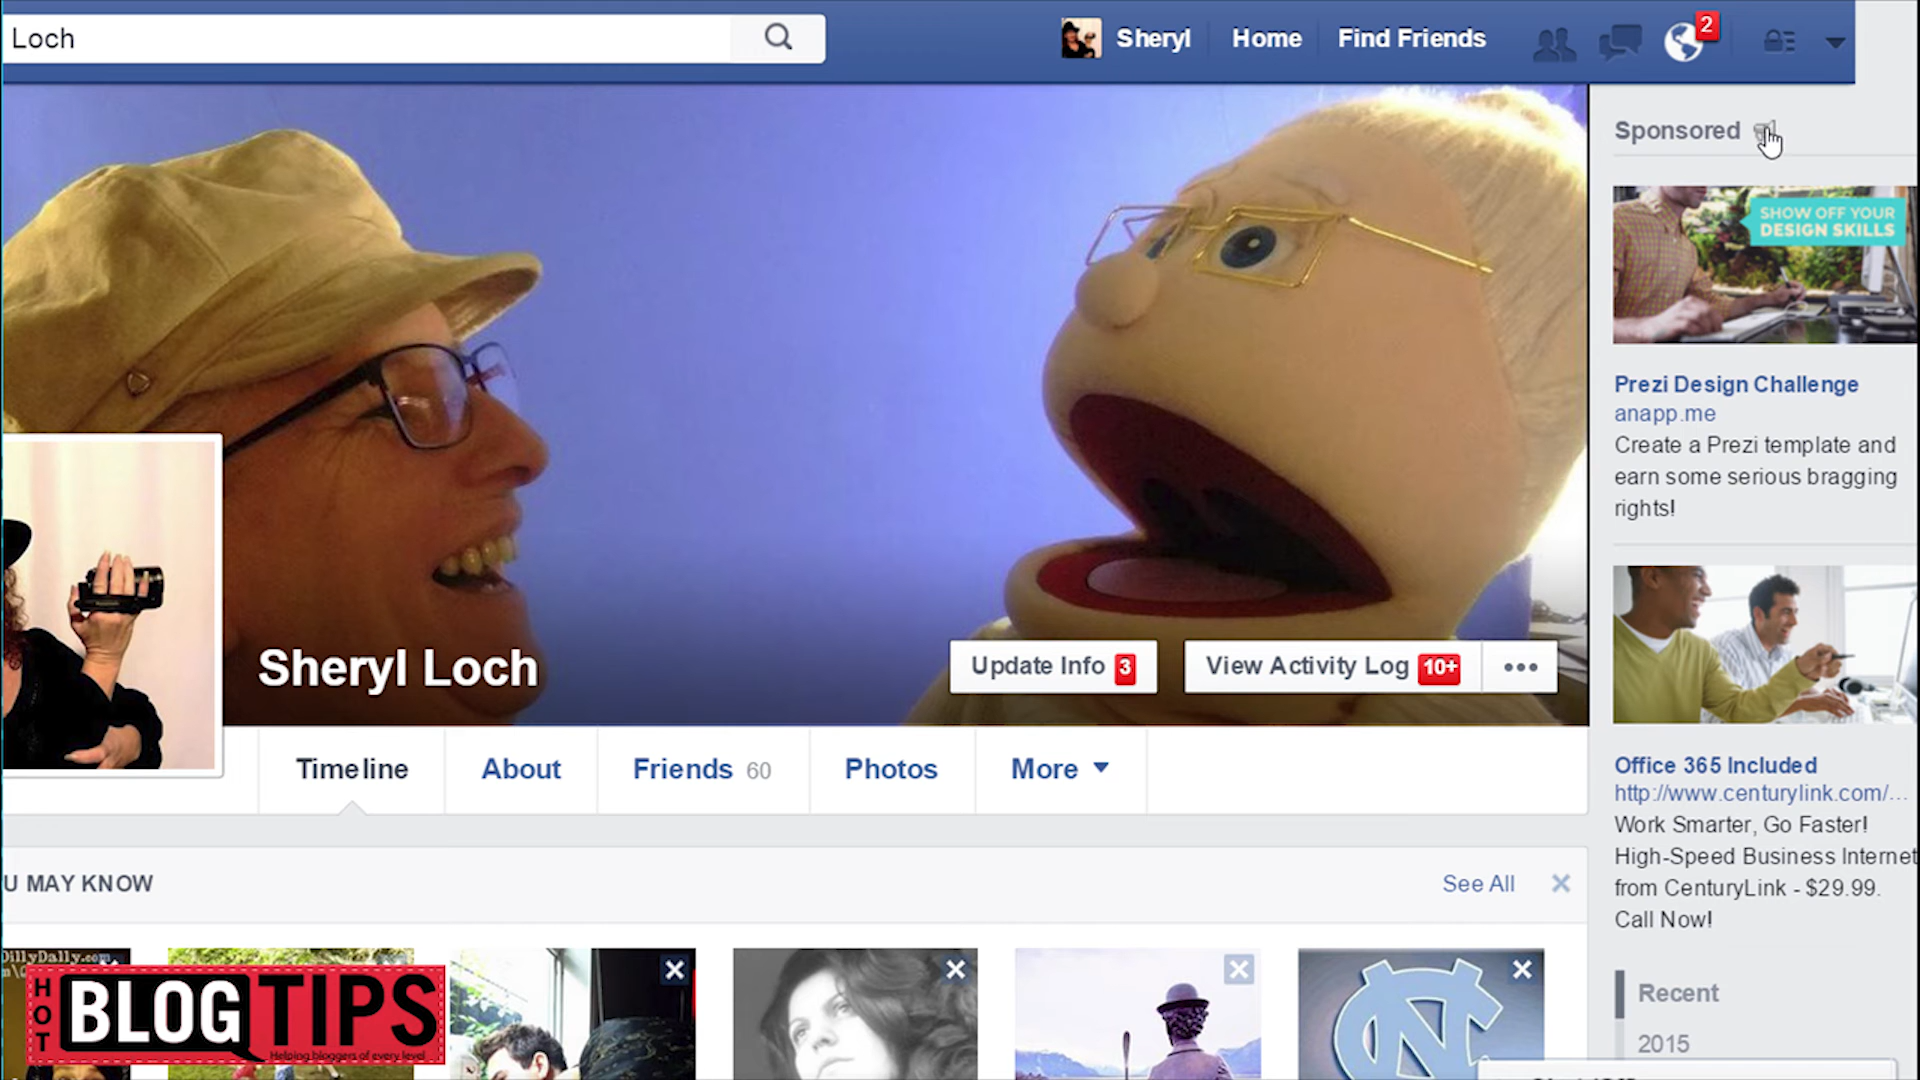 Loch
Sheryl
Home
Find Friends
2
Sponsored
SHOW OFF YOUR
DESIGN SKILLS
Prezi Design Challenge
anapp.me
Create a Prezi template and
earn some serious bragging
rights!
Sheryl Loch
Update Info 3
View Activity Log 10+
Timeline
About
Friends 60
Photos
More
Office 365 Included
http://www.centurylink.com/...
Work Smarter, Go Faster!
High-Speed Business Internet
from CenturyLink - $29.99.
Call Now!
U MAY KNOW
See All
DillyDally.com
HOT
BLOGTIPS
Helping bloggers of every level
NC
Recent
2015